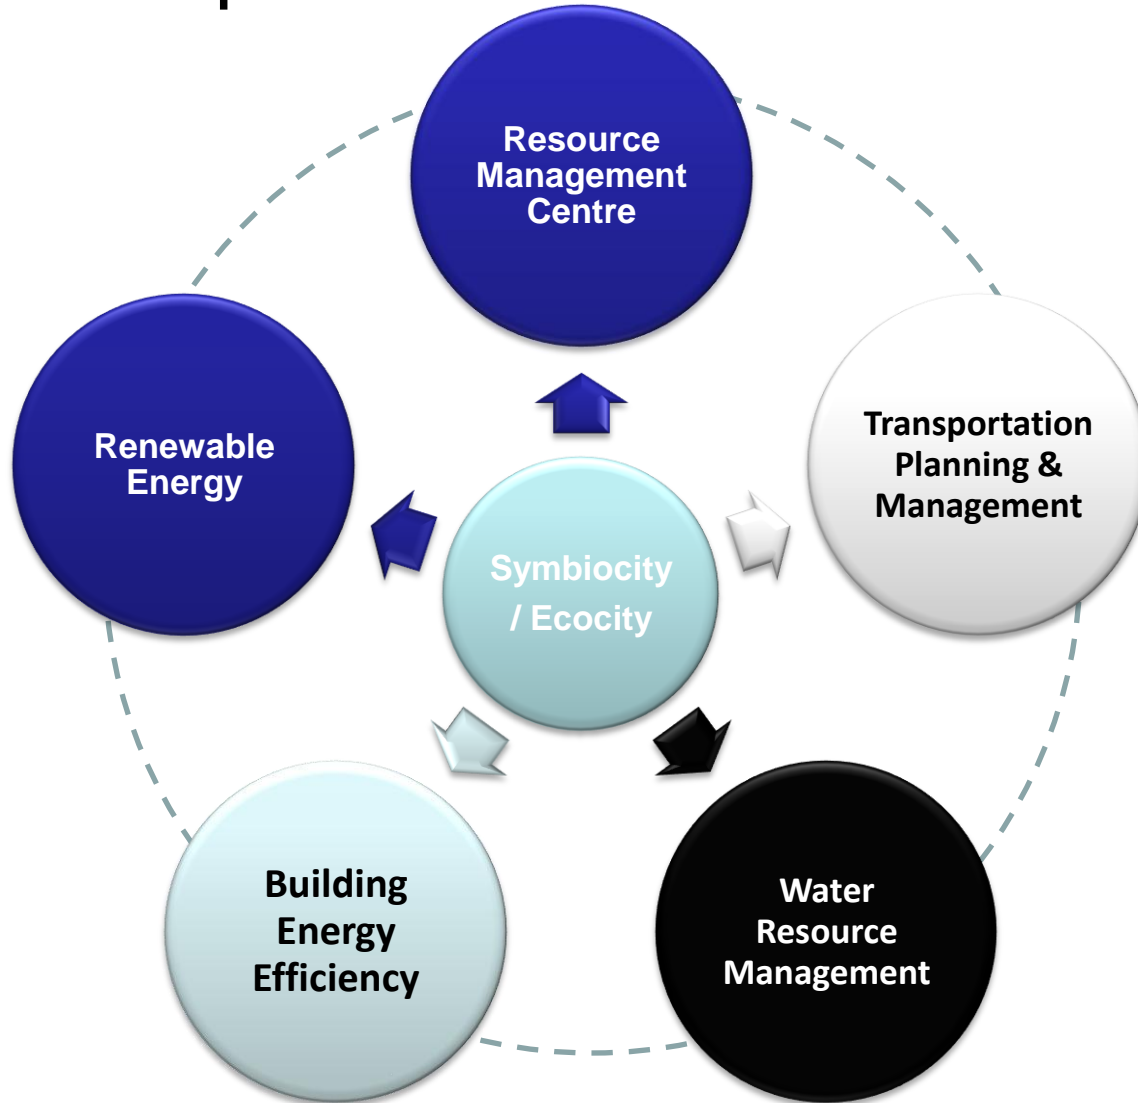 Resource
Management
Centre
Renewable
Energy
Transportation
Planning &
Management
Symbiocity
/ Ecocity
Building
Energy
Efficiency
Water
Resource
Management